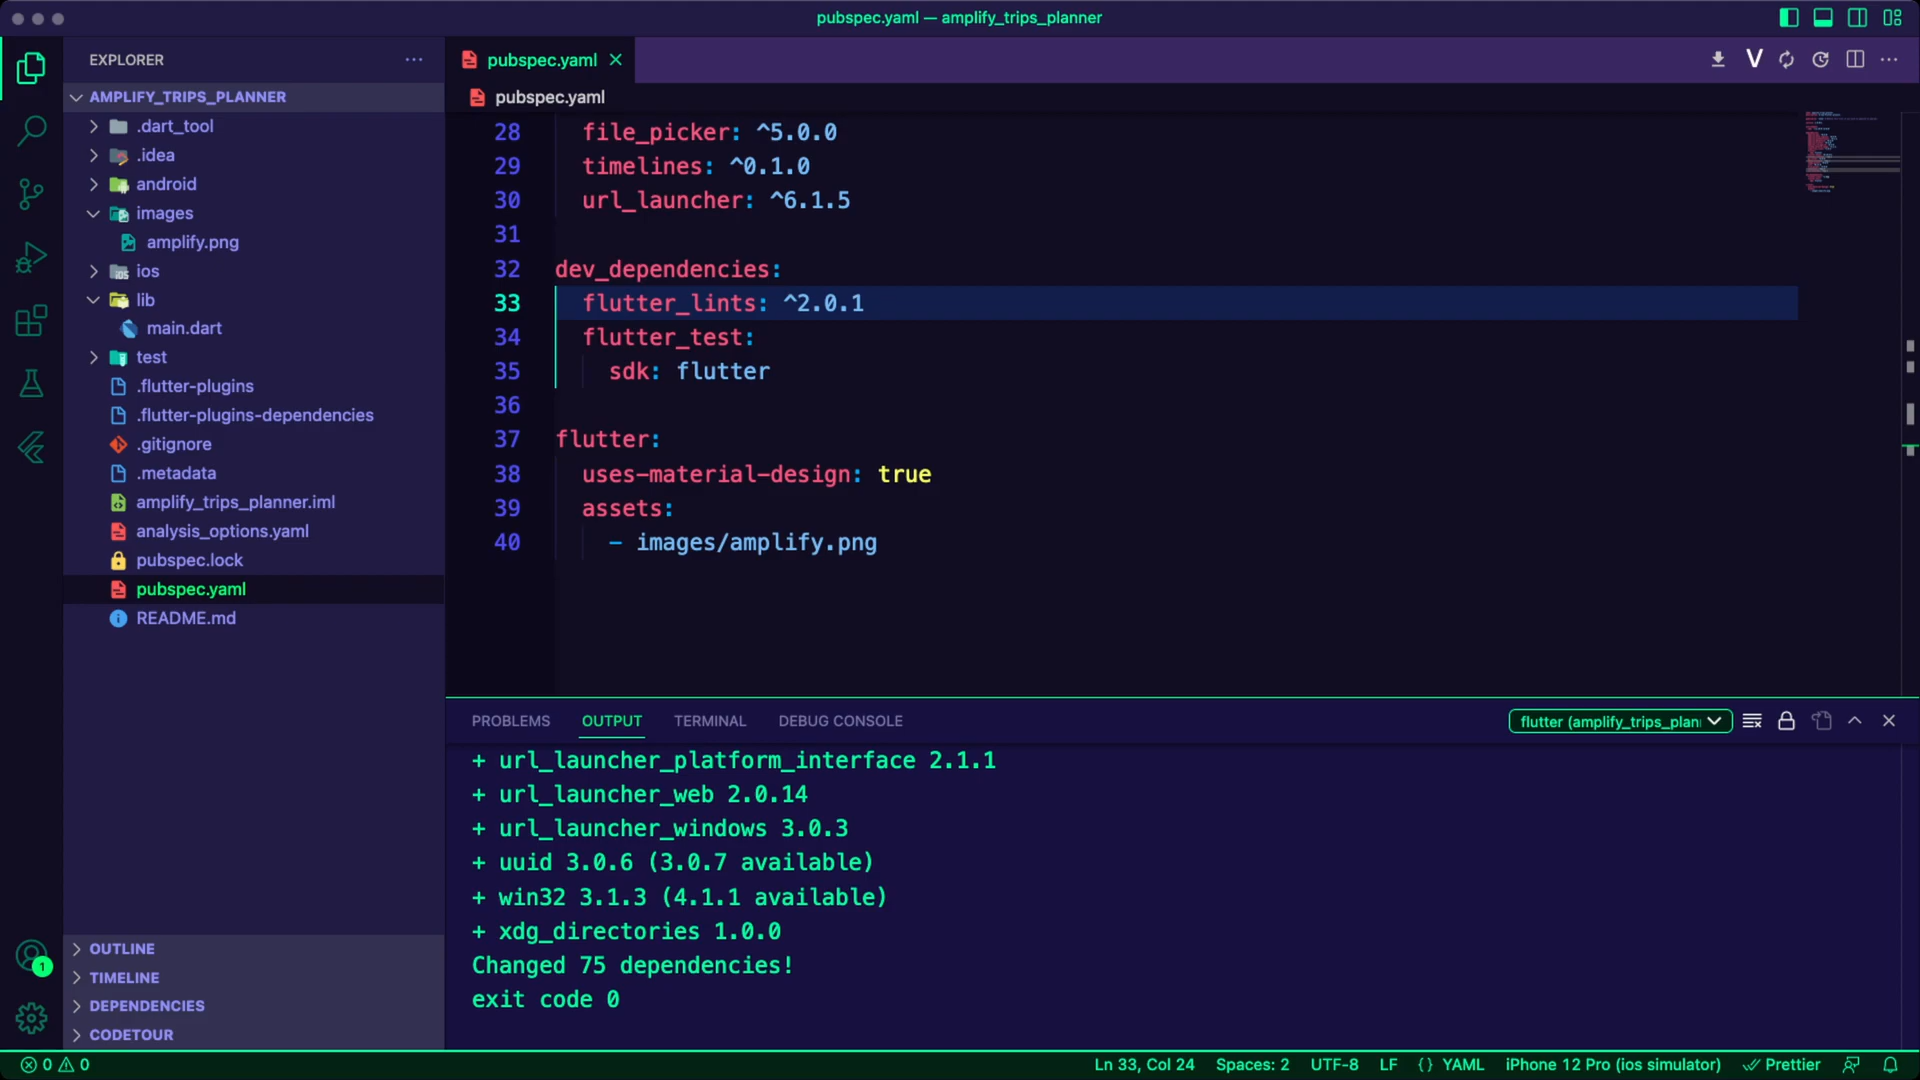 pubspec.yaml — amplify_trips_planner
EXPLORER
AMPLIFY_TRIPS_PLANNER
.dart_tool
.idea
android
images
amplify.png
ios
lib
main.dart
test
.flutter-plugins
.flutter-plugins-dependencies
.gitignore
.metadata
amplify_trips_planner.iml
analysis_options.yaml
pubspec.lock
pubspec.yaml
README.md
OUTLINE
TIMELINE
DEPENDENCIES
CODETOUR
1
pubspec.yaml
V
pubspec.yaml
28 file_picker: ^5.0.0
29 timelines: ^0.1.0
30 url_launcher: ^6.1.5
31
32 dev_dependencies:
33 flutter_lints: ^2.0.1
34 flutter_test:
35 sdk: flutter
36
37 flutter:
38 uses-material-design: true
39 assets:
40 - images/amplify.png
PROBLEMS OUTPUT TERMINAL DEBUG CONSOLE flutter (amplify_trips_plan
+ url_launcher_platform_interface 2.1.1
+ url_launcher_web 2.0.14
+ url_launcher_windows 3.0.3
+ uuid 3.0.6 (3.0.7 available)
+ win32 3.1.3 (4.1.1 available)
+ xdg_directories 1.0.0
Changed 75 dependencies!
exit code 0
0 0 Ln 33, Col 24 Spaces: 2 UTF-8 LF {} YAML iPhone 12 Pro (ios simulator) Prettier